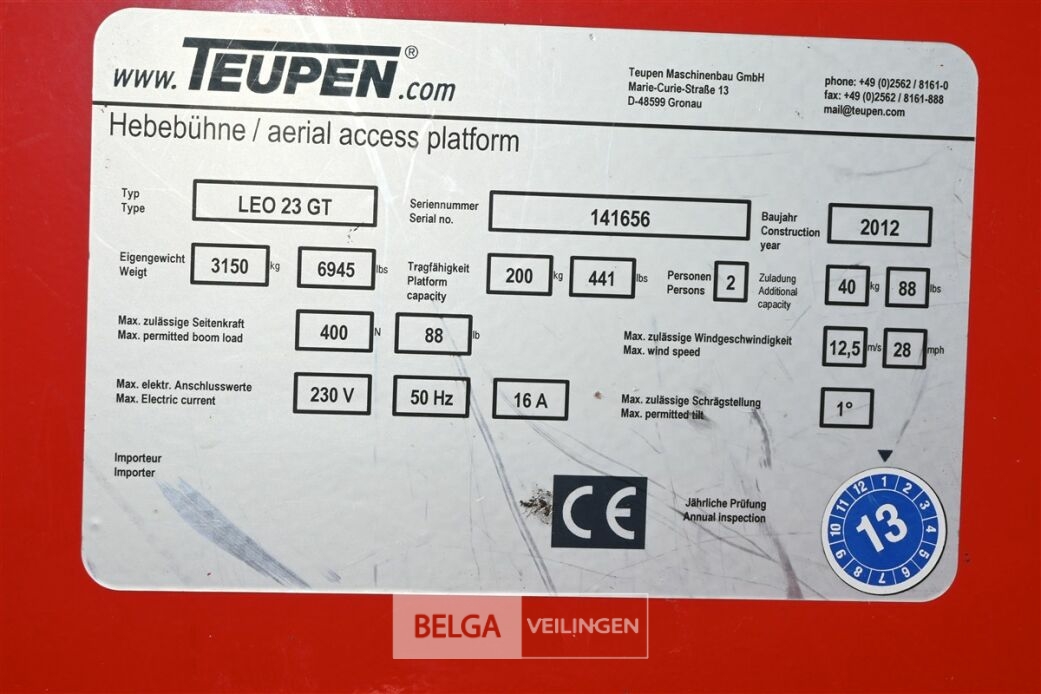 www.TEUPEN®.com
Teupen Maschinenbau GmbH
Marie-Curie-Straße 13
D-48599 Gronau
phone: +49 (0)2562 / 8161-0
fax: +49 (0)2562 / 8161-888
mail@teupen.com
Hebebühne / aerial access platform
Typ
Type
LEO 23 GT
Seriennummer
Serial no.
141656
Baujahr
Construction
year
2012
Eigengewicht
Weigt
3150 kg
6945 lbs
Tragfähigkeit
Platform
capacity
200 kg
441 lbs
Personen
Persons
2
Zuladung
Additional
capacity
40 kg
88 lbs
Max. zulässige Seitenkraft
Max. permitted boom load
400 N
88 lb
Max. zulässige Windgeschwindigkeit
Max. wind speed
12,5 m/s
28 mph
Max. elektr. Anschlusswerte
Max. Electric current
230 V
50 Hz
16 A
Max. zulässige Schrägstellung
Max. permitted tilt
1°
Importeur
Importer
CE
Jährliche Prüfung
Annual inspection
1 2 3 4 5 6 7 8 9 10 11 12
13
BELGA VEILINGEN